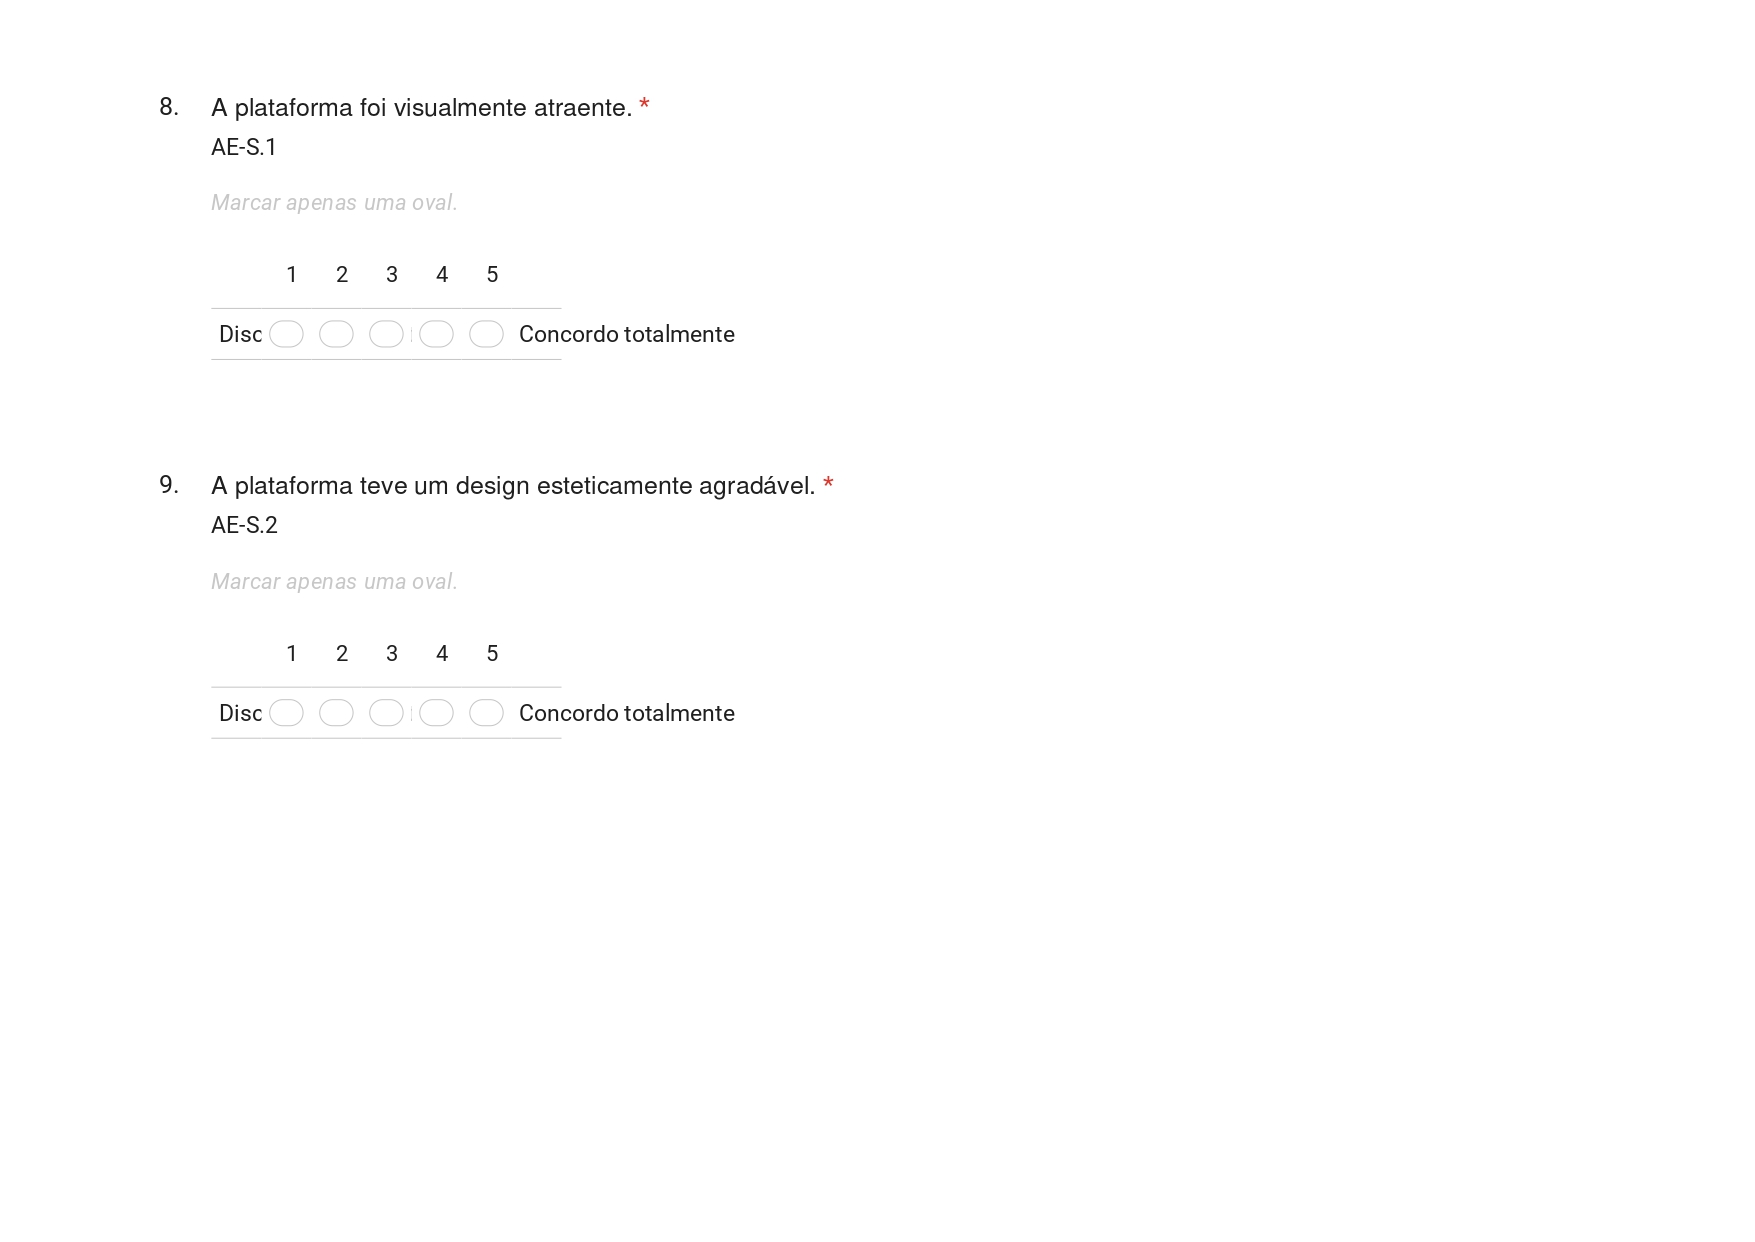 8. A plataforma foi visualmente atraente. *
AE-S.1
Marcar apenas uma oval.
1 2 3 4 5
Disc Concordo totalmente
9. A plataforma teve um design esteticamente agradável. *
AE-S.2
Marcar apenas uma oval.
1 2 3 4 5
Disc Concordo totalmente